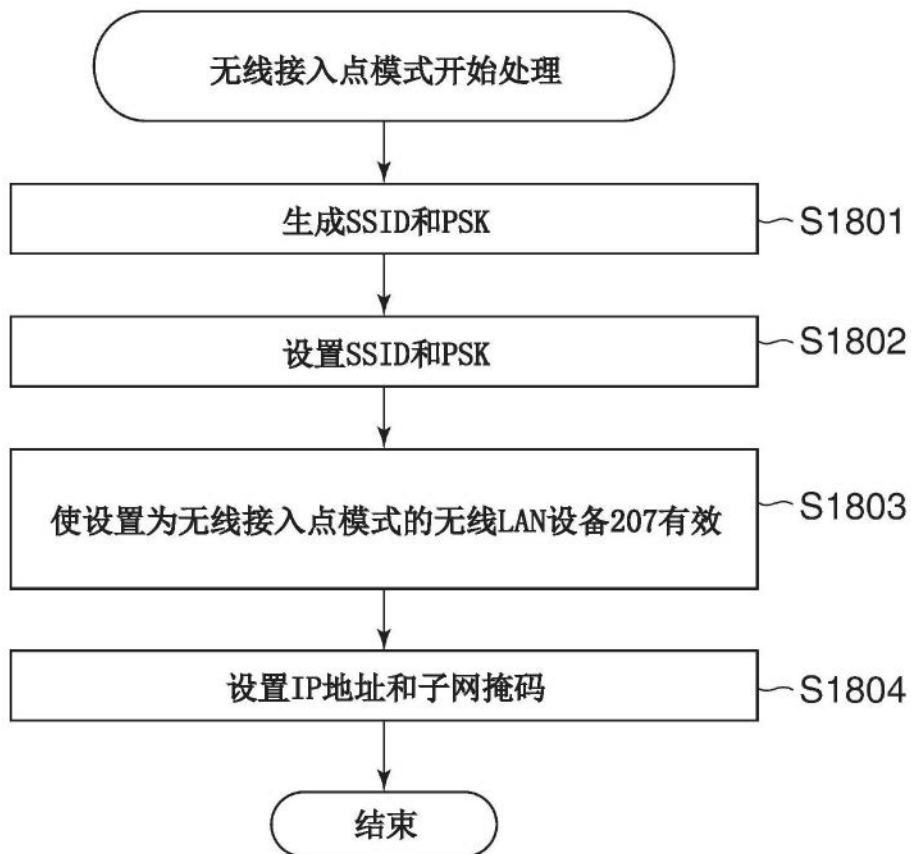 无线接入点模式开始处理
生成SSID和PSK
S1801
设置SSID和PSK
S1802
使设置为无线接入点模式的无线LAN设备207有效
S1803
设置IP地址和子网掩码
S1804
结束